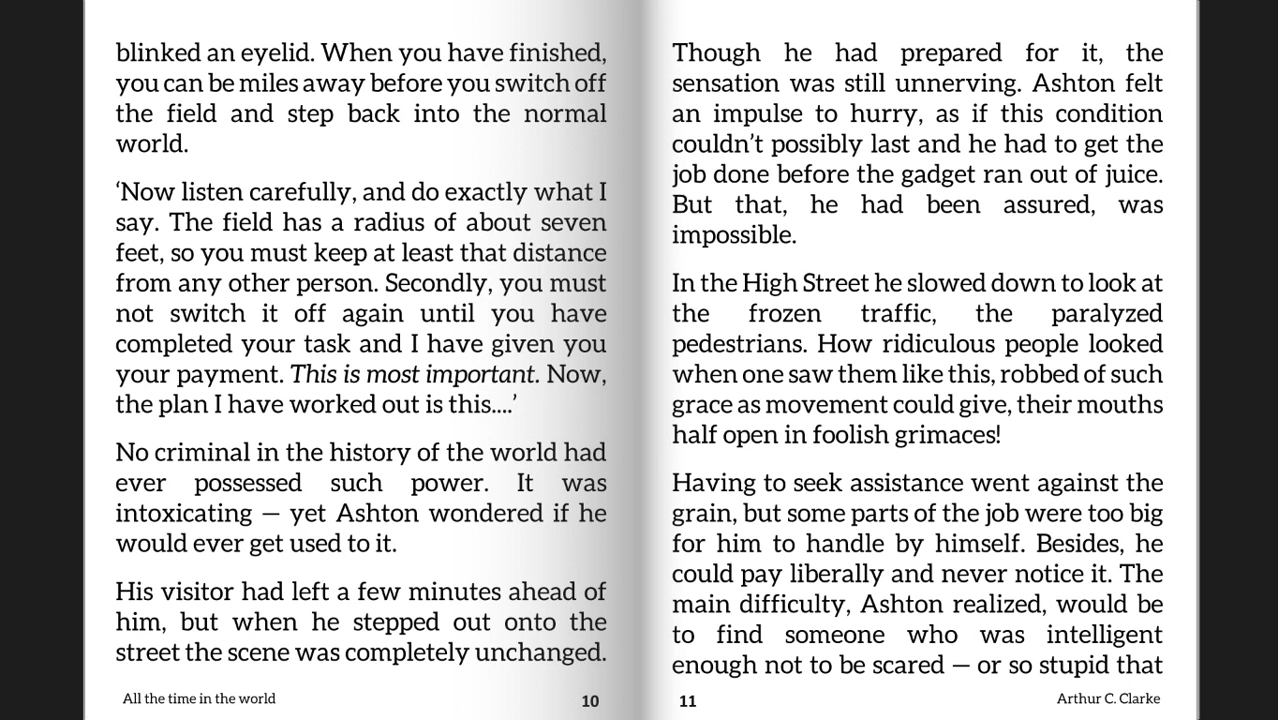 blinked an eyelid. When you have finished,
you can be miles away before you switch off
the field and step back into the normal
world.
‘Now listen carefully, and do exactly what I
say. The field has a radius of about seven
feet, so you must keep at least that distance
from any other person. Secondly, you must
not switch it off again until you have
completed your task and I have given you
your payment. This is most important. Now,
the plan I have worked out is this....’
No criminal in the history of the world had
ever possessed such power. It was
intoxicating — yet Ashton wondered if he
would ever get used to it.
His visitor had left a few minutes ahead of
him, but when he stepped out onto the
street the scene was completely unchanged.
All the time in the world
10
Though he had prepared for it, the
sensation was still unnerving. Ashton felt
an impulse to hurry, as if this condition
couldn’t possibly last and he had to get the
job done before the gadget ran out of juice.
But that, he had been assured, was
impossible.
In the High Street he slowed down to look at
the frozen traffic, the paralyzed
pedestrians. How ridiculous people looked
when one saw them like this, robbed of such
grace as movement could give, their mouths
half open in foolish grimaces!
Having to seek assistance went against the
grain, but some parts of the job were too big
for him to handle by himself. Besides, he
could pay liberally and never notice it. The
main difficulty, Ashton realized, would be
to find someone who was intelligent
enough not to be scared — or so stupid that
11
Arthur C. Clarke